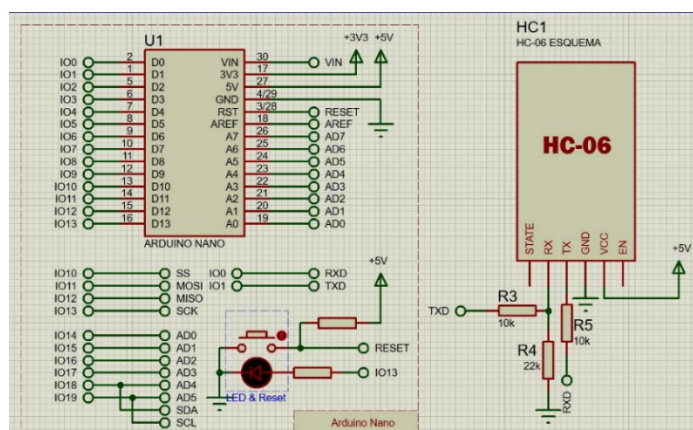 U1
+3V3 +5V
IO0 2 D0 VIN 30 VIN
IO1 1 D1 3V3 17
IO2 5 D2 5V 27
IO3 6 D3 GND 4/29
IO4 7 D4 RST 3/28 RESET
IO5 8 D5 AREF 18 AREF
IO6 9 D6 A7 26 AD7
IO7 10 D7 A6 25 AD6
IO8 11 D8 A5 24 AD5
IO9 12 D9 A4 23 AD4
IO10 13 D10 A3 22 AD3
IO11 14 D11 A2 21 AD2
IO12 15 D12 A1 20 AD1
IO13 16 D13 A0 19 AD0
ARDUINO NANO
IO10 SS IO0 RXD
IO11 MOSI IO1 TXD
IO12 MISO
IO13 SCK
+5V
IO14 AD0
IO15 AD1
RESET
IO16 AD2
IO17 AD3
IO13
IO18 AD4
IO19 AD5
LED & Reset
SDA
SCL
Arduino Nano
HC1
HC-06 ESQUEMA
HC-06
STATE
RX
TX
GND
VCC
EN
+5V
TXD
R3
10k
R5
10k
R4
22k
RXD